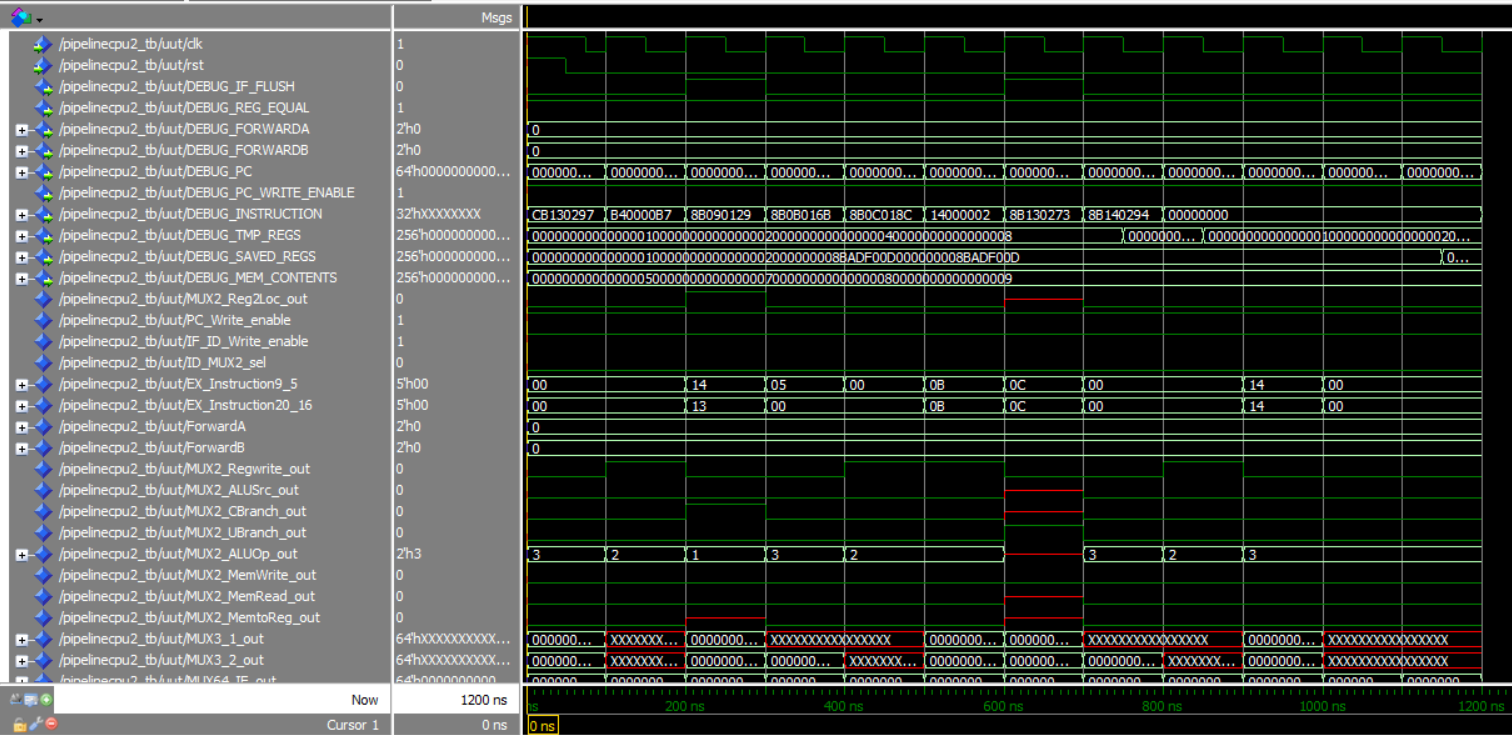 Msgs
/pipelinecpu2_tb/uut/clk 1
/pipelinecpu2_tb/uut/rst 0
/pipelinecpu2_tb/uut/DEBUG_IF_FLUSH 0
/pipelinecpu2_tb/uut/DEBUG_REG_EQUAL 1
/pipelinecpu2_tb/uut/DEBUG_FORWARDA 2'h0 0
/pipelinecpu2_tb/uut/DEBUG_FORWARDB 2'h0 0
/pipelinecpu2_tb/uut/DEBUG_PC 64'h0000000000... 000000... 0000000... 0000000... 0000000... 0000000... 0000000... 0000000... 0000000... 0000000... 0000000... 0000000... 0000000...
/pipelinecpu2_tb/uut/DEBUG_PC_WRITE_ENABLE 1
/pipelinecpu2_tb/uut/DEBUG_INSTRUCTION 32'hXXXXXXXX CB130297 B40000B7 8B090129 8B0B016B 8B0C018C 14000002 8B130273 8B140294 00000000
/pipelinecpu2_tb/uut/DEBUG_TMP_REGS 256'h000000000... 0000000000000001000000000000000200000000000000040000000000000008 0000000... 000000000000000100000000000000020...
/pipelinecpu2_tb/uut/DEBUG_SAVED_REGS 256'h000000000... 00000000000000010000000000000002000000008BADF00D000000008BADF00D 0...
/pipelinecpu2_tb/uut/DEBUG_MEM_CONTENTS 256'h000000000... 0000000000000005000000000000000700000000000000080000000000000009
/pipelinecpu2_tb/uut/MUX2_Reg2Loc_out 0
/pipelinecpu2_tb/uut/PC_Write_enable 1
/pipelinecpu2_tb/uut/IF_ID_Write_enable 1
/pipelinecpu2_tb/uut/ID_MUX2_sel 0
/pipelinecpu2_tb/uut/EX_Instruction9_5 5'h00 00 14 05 00 0B 0C 00 14 00
/pipelinecpu2_tb/uut/EX_Instruction20_16 5'h00 00 13 00 0B 0C 00 14 00
/pipelinecpu2_tb/uut/ForwardA 2'h0 0
/pipelinecpu2_tb/uut/ForwardB 2'h0 0
/pipelinecpu2_tb/uut/MUX2_Regwrite_out 0
/pipelinecpu2_tb/uut/MUX2_ALUSrc_out 0
/pipelinecpu2_tb/uut/MUX2_CBranch_out 0
/pipelinecpu2_tb/uut/MUX2_UBranch_out 0
/pipelinecpu2_tb/uut/MUX2_ALUOp_out 2'h3 3 2 1 3 2 3 2 3
/pipelinecpu2_tb/uut/MUX2_MemWrite_out 0
/pipelinecpu2_tb/uut/MUX2_MemRead_out 0
/pipelinecpu2_tb/uut/MUX2_MemtoReg_out 0
/pipelinecpu2_tb/uut/MUX3_1_out 64'hXXXXXXXXXX... 000000... XXXXXXX... 0000000... XXXXXXXXXXXXXXXX 0000000... 000000... XXXXXXXXXXXXXXXX 0000000... XXXXXXXXXXXXXXXX
/pipelinecpu2_tb/uut/MUX3_2_out 64'hXXXXXXXXXX... 000000... XXXXXXX... 0000000... 000000... XXXXXXX... 0000000... 000000... 0000000... XXXXXXX... 0000000... XXXXXXXXXXXXXXXX
/pipelinecpu2_tb/uut/MUX64_IF_out
Now 1200 ns ns 200 ns 400 ns 600 ns 800 ns 1000 ns 1200 ns
Cursor 1 0 ns 0 ns